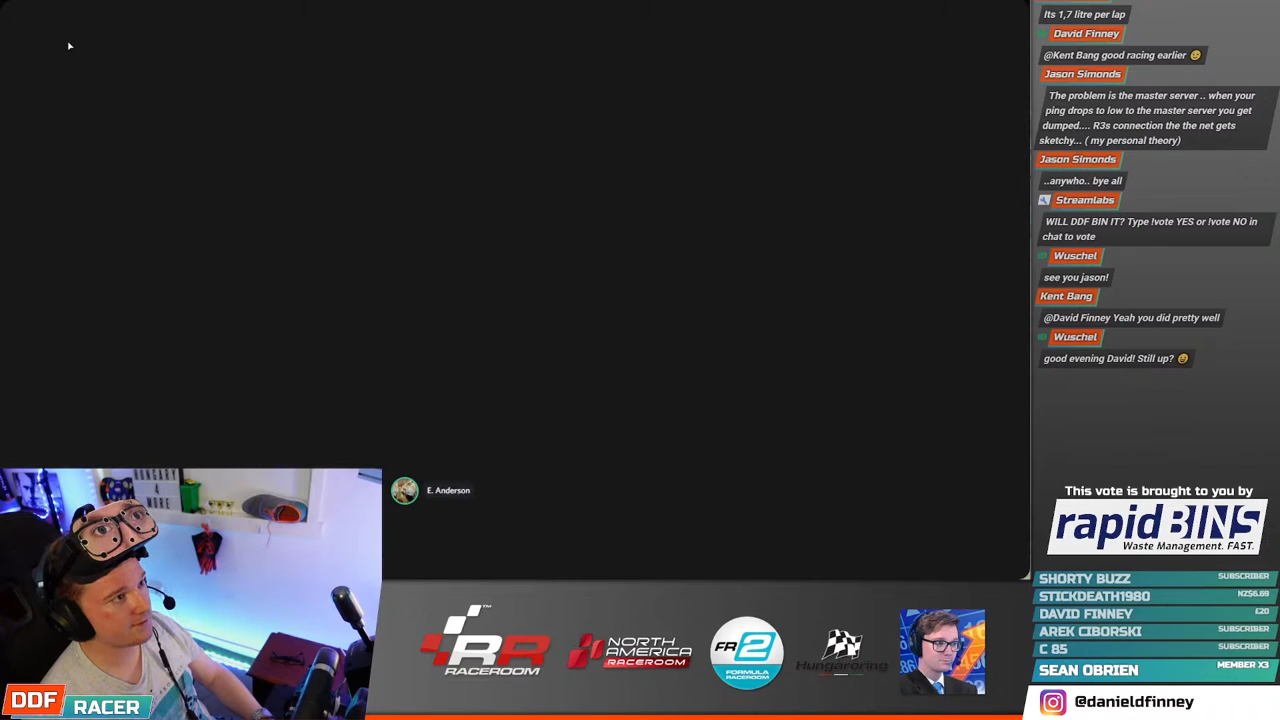 Its 1,7 litre per lap
David Finney
@Kent Bang good racing earlier
Jason Simonds
The problem is the master server .. when your
ping drops to low to the master server you get
dumped.... R3s connection the the net gets
sketchy... ( my personal theory)
Jason Simonds
..anywho.. bye all
Streamlabs
WILL DDF BIN IT? Type !vote YES or !vote NO in
chat to vote
Wuschel
see you jason!
Kent Bang
@David Finney Yeah you did pretty well
Wuschel
good evening David! Still up?
E. Anderson
HUNGARY
4
MORE
This vote is brought to you by
rapidBINS
Waste Management. FAST.
SHORTY BUZZ SUBSCRIBER
STICKDEATH1980 NZ$6.69
DAVID FINNEY £20
AREK CIBORSKI SUBSCRIBER
C 85 SUBSCRIBER
SEAN OBRIEN MEMBER X3
@danieldfinney
DDF RACER
RR
RACEROOM
™
NORTH
AMERICA
RACEROOM
FR2
FORMULA
RACEROOM
Hungaroring